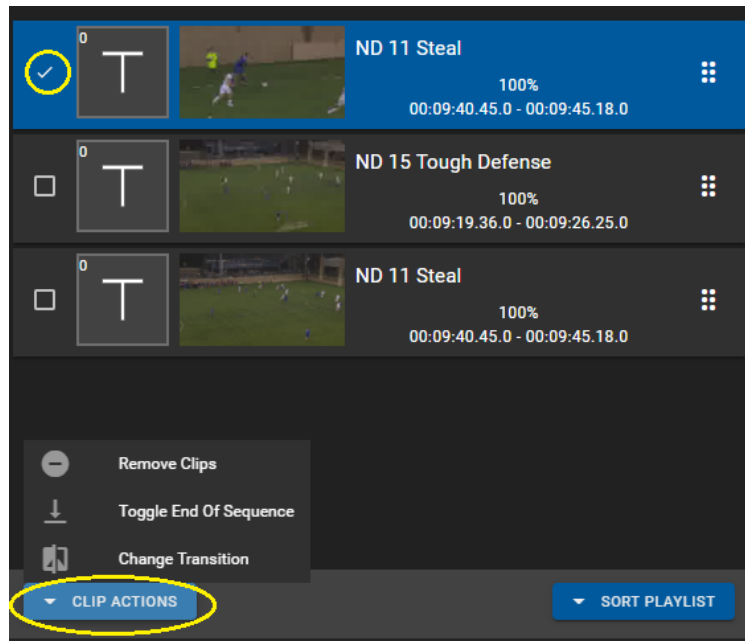 0
T
ND 11 Steal
100%
00:09:40.45.0 - 00:09:45.18.0
0
T
ND 15 Tough Defense
100%
00:09:19.36.0 - 00:09:26.25.0
0
T
ND 11 Steal
100%
00:09:40.45.0 - 00:09:45.18.0
Remove Clips
Toggle End Of Sequence
Change Transition
CLIP ACTIONS
SORT PLAYLIST